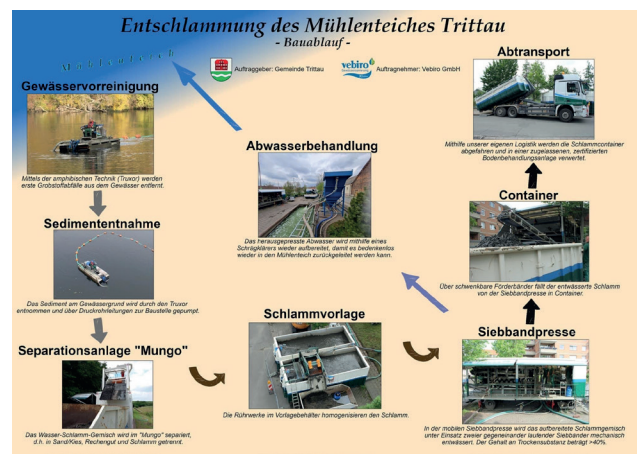 Entschlammung des Mühlenteiches Trittau
- Bauablauf -
Mühlenteich
Auftraggeber: Gemeinde Trittau
vebiro
Auftragnehmer: Vebiro GmbH
Gewässervorreinigung
Mittels der amphibischen Technik (Truxor) werden
erste Grobstoffabfälle aus dem Gewässer entfernt.
Sedimententnahme
Das Sediment am Gewässergrund wird durch den Truxor
entnommen und über Druckrohrleitungen zur Baustelle gepumpt.
Separationsanlage "Mungo"
Das Wasser-Schlamm-Gemisch wird im "Mungo" separiert,
d.h. in Sand/Kies, Rechengut und Schlamm getrennt.
Schlammvorlage
Die Rührwerke im Vorlagebehälter homogenisieren den Schlamm.
Siebbandpresse
In der mobilen Siebbandpresse wird das aufbereitete Schlammgemisch
unter Einsatz zweier gegeneinander laufender Siebbänder mechanisch
entwässert. Der Gehalt an Trockensubstanz beträgt >40%.
Abwasserbehandlung
Das herausgepresste Abwasser wird mithilfe eines
Schrägklärers wieder aufbereitet, damit es bedenkenlos
wieder in den Mühlenteich zurückgeleitet werden kann.
Container
Über schwenkbare Förderbänder fällt der entwässerte Schlamm
von der Siebbandpresse in Container.
Abtransport
Mithilfe unserer eigenen Logistik werden die Schlammcontainer
abgefahren und in einer zugelassenen, zertifizierten
Bodenbehandlungsanlage verwertet.